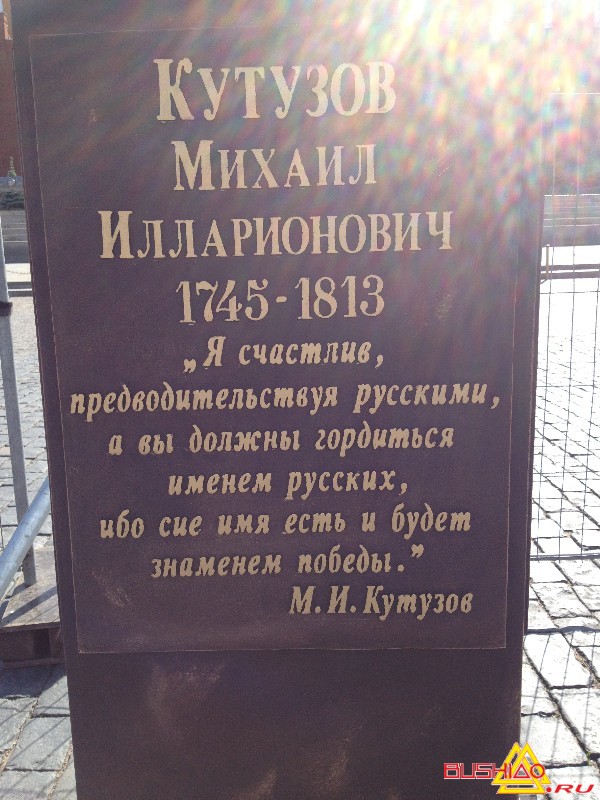 КУТУЗОВ
МИХАИЛ
ИЛЛАРИОНОВИЧ
1745-1813
„Я счастлив,
предводительствуя русскими,
а вы должны гордиться
именем русских,
ибо сие имя есть и будет
знаменем победы.”
М.И.Кутузов
BUSHIDO
.RU